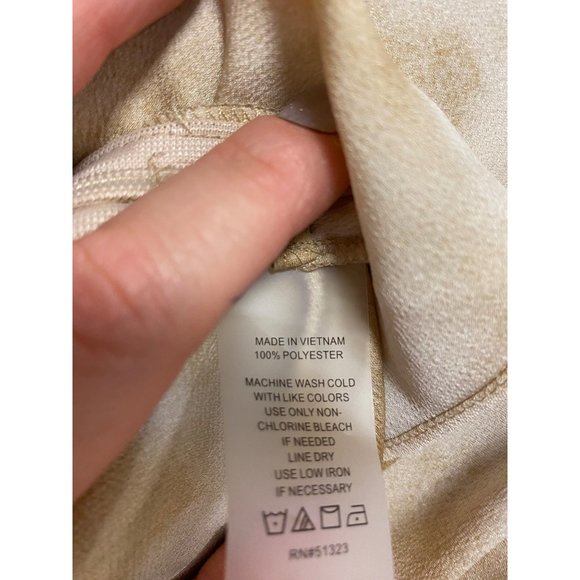 MADE IN VIETNAM
100% POLYESTER
MACHINE WASH COLD
WITH LIKE COLORS
USE ONLY NON-
CHLORINE BLEACH
IF NEEDED
LINE DRY
USE LOW IRON
IF NECESSARY
RN#51323